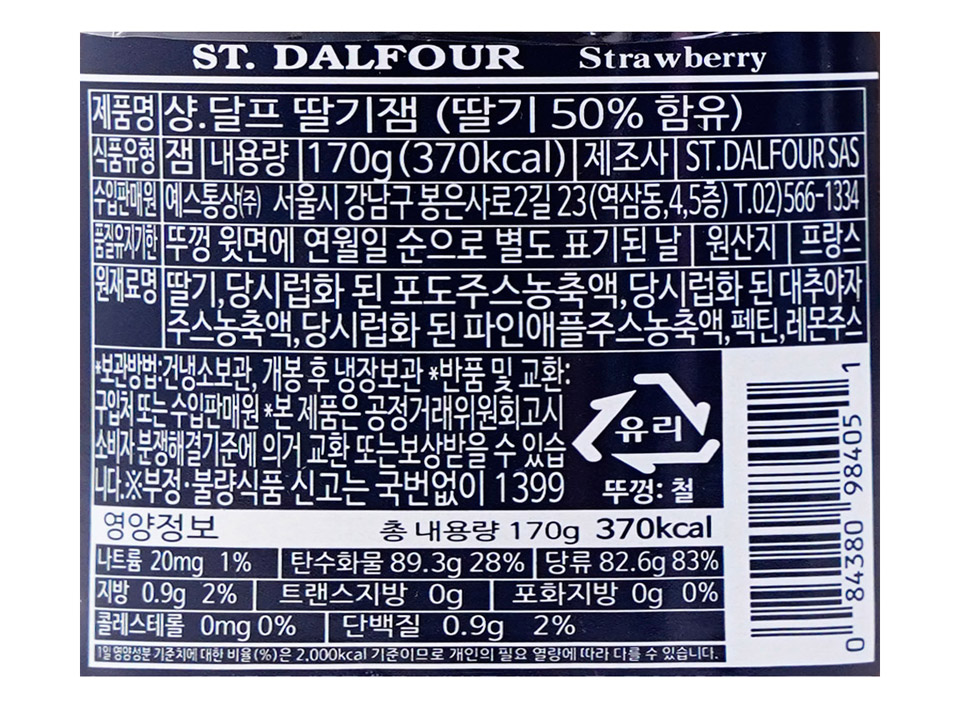 ST. DALFOUR Strawberry
제품명 샹.달프 딸기잼 (딸기 50% 함유)
식품유형 잼 내용량 170g(370kcal) 제조사 ST.DALFOUR SAS
수입판매원 예스통상(주) 서울시 강남구 봉은사로2길 23(역삼동,4,5층) T.02)566-1334
품질유지기한 뚜껑 윗면에 연월일 순으로 별도 표기된 날 원산지 프랑스
원재료명 딸기,당시럽화 된 포도주스농축액,당시럽화 된 대추야자
주스농축액,당시럽화 된 파인애플주스농축액,펙틴,레몬주스
*보관방법:건냉소보관, 개봉 후 냉장보관 *반품 및 교환:
구입처 또는 수입판매원 *본 제품은 공정거래위원회고시
소비자 분쟁해결기준에 의거 교환 또는보상받을 수 있습
니다.※부정·불량식품 신고는 국번없이 1399
유리
뚜껑: 철
영양정보 총 내용량 170g 370kcal
나트륨 20mg 1% 탄수화물 89.3g 28% 당류 82.6g 83%
지방 0.9g 2% 트랜스지방 0g 포화지방 0g 0%
콜레스테롤 0mg 0% 단백질 0.9g 2%
1일 영양성분 기준치에 대한 비율(%)은 2,000kcal 기준이므로 개인의 필요 열량에 따라 다를 수 있습니다.
0 84380 98405 1